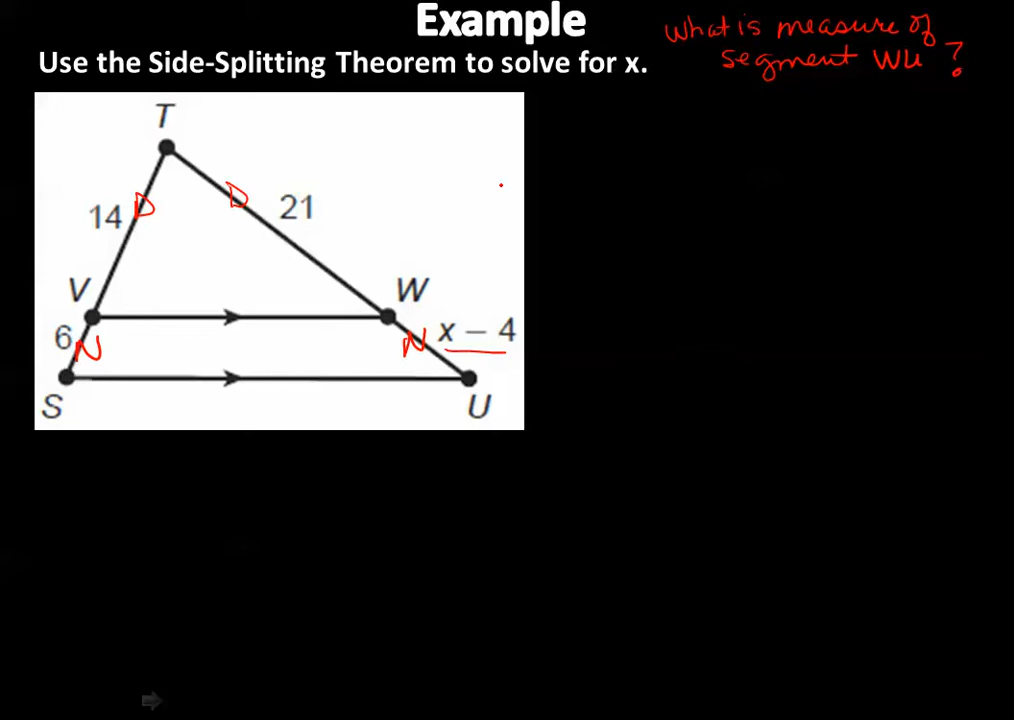 Example
What is measure of
segment WU ?
Use the Side-Splitting Theorem to solve for x.
T
D
D
14
21
V
W
6
N
N
x – 4
S
U